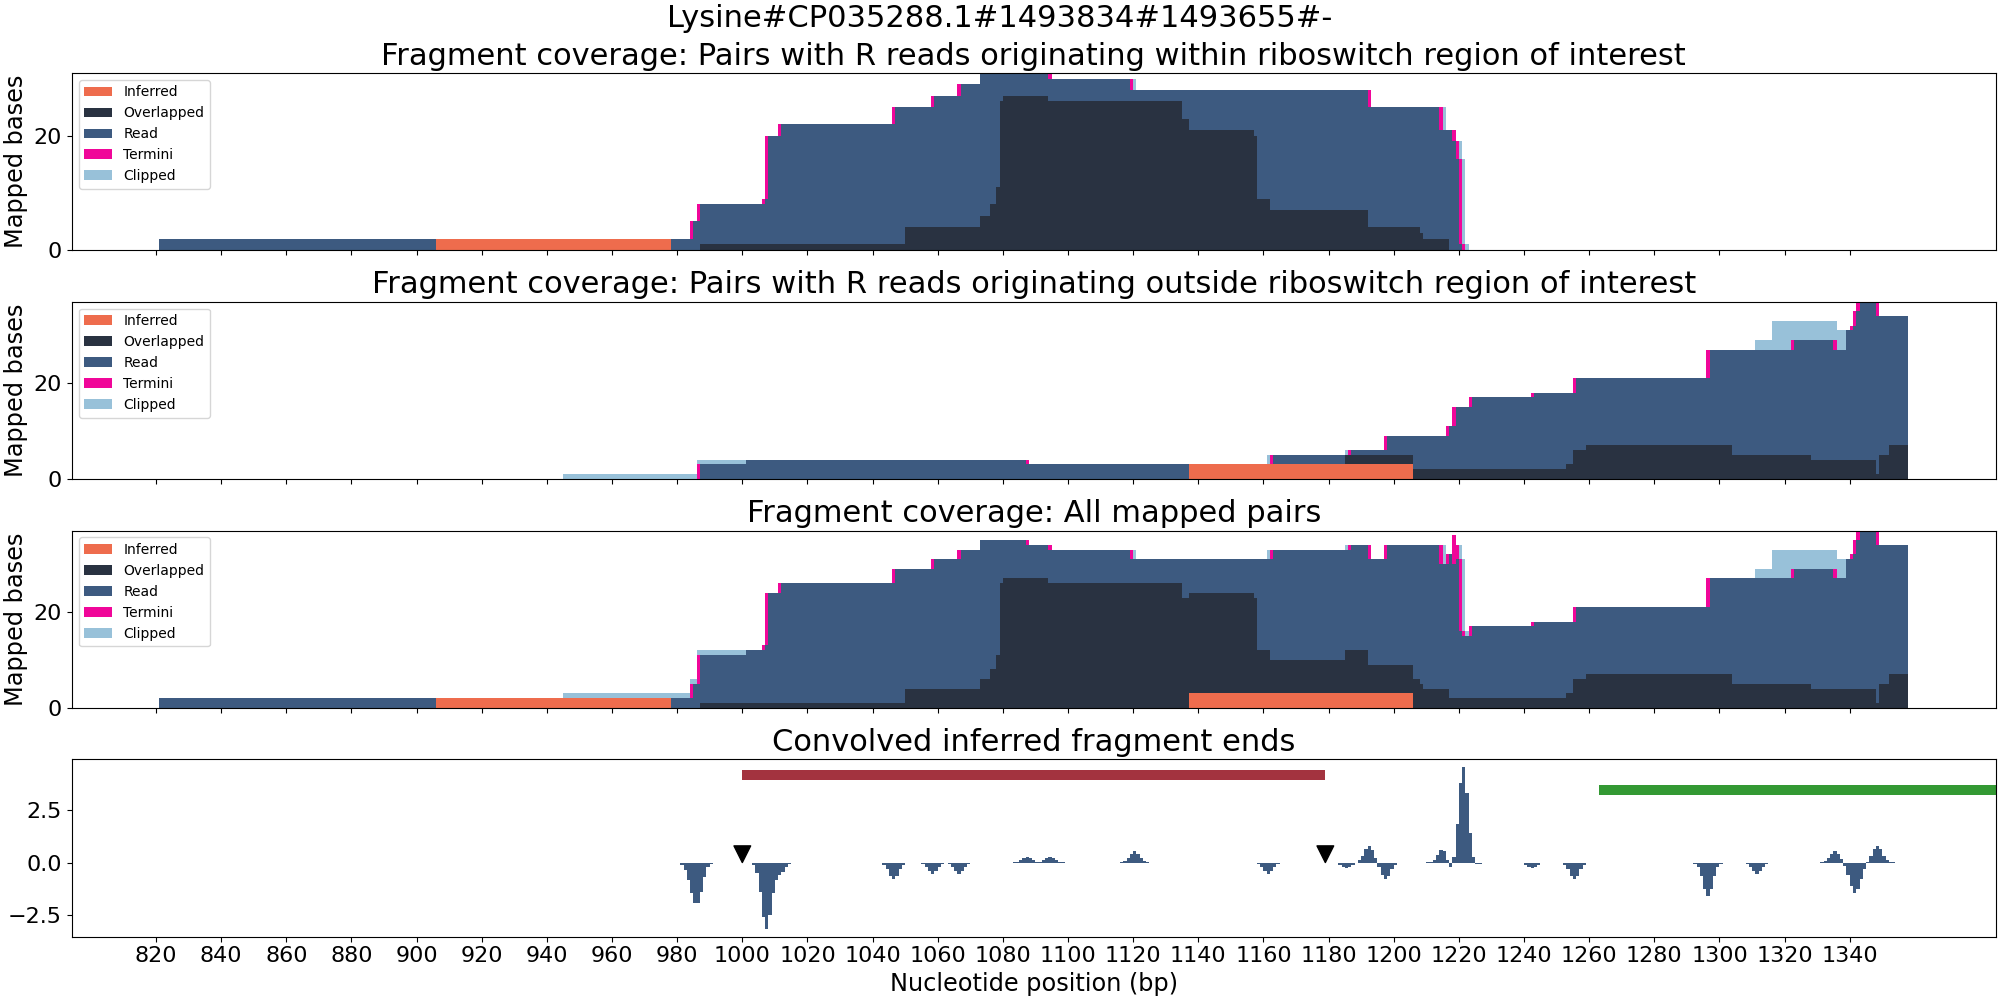 Lysine#CP035288.1#1493834#1493655#-
Fragment coverage: Pairs with R reads originating within riboswitch region of interest
Mapped bases
20
0
Inferred
Overlapped
Read
Termini
Clipped
Fragment coverage: Pairs with R reads originating outside riboswitch region of interest
Mapped bases
20
0
Inferred
Overlapped
Read
Termini
Clipped
Fragment coverage: All mapped pairs
Mapped bases
20
0
Inferred
Overlapped
Read
Termini
Clipped
Convolved inferred fragment ends
2.5
0.0
−2.5
820 840 860 880 900 920 940 960 980 1000 1020 1040 1060 1080 1100 1120 1140 1160 1180 1200 1220 1240 1260 1280 1300 1320 1340
Nucleotide position (bp)